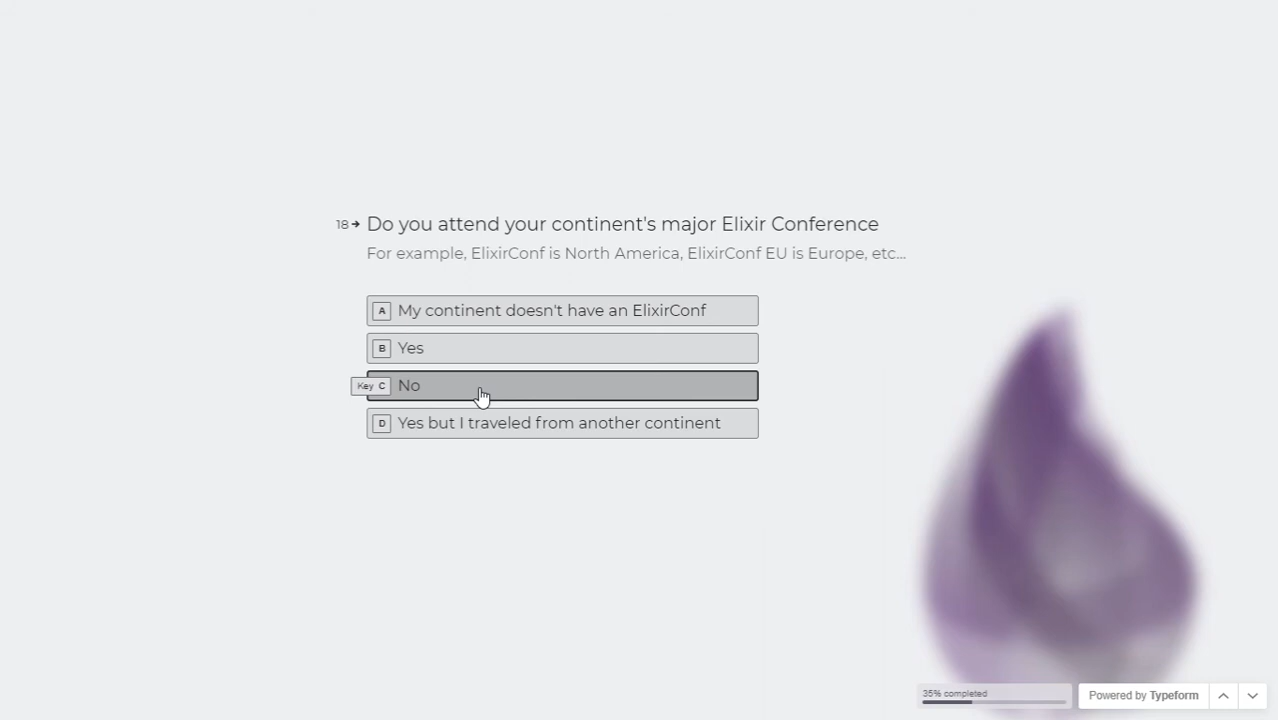 18 Do you attend your continent's major Elixir Conference
For example, ElixirConf is North America, ElixirConf EU is Europe, etc...
A My continent doesn't have an ElixirConf
B Yes
Key C No
D Yes but I traveled from another continent
35% completed
Powered by Typeform